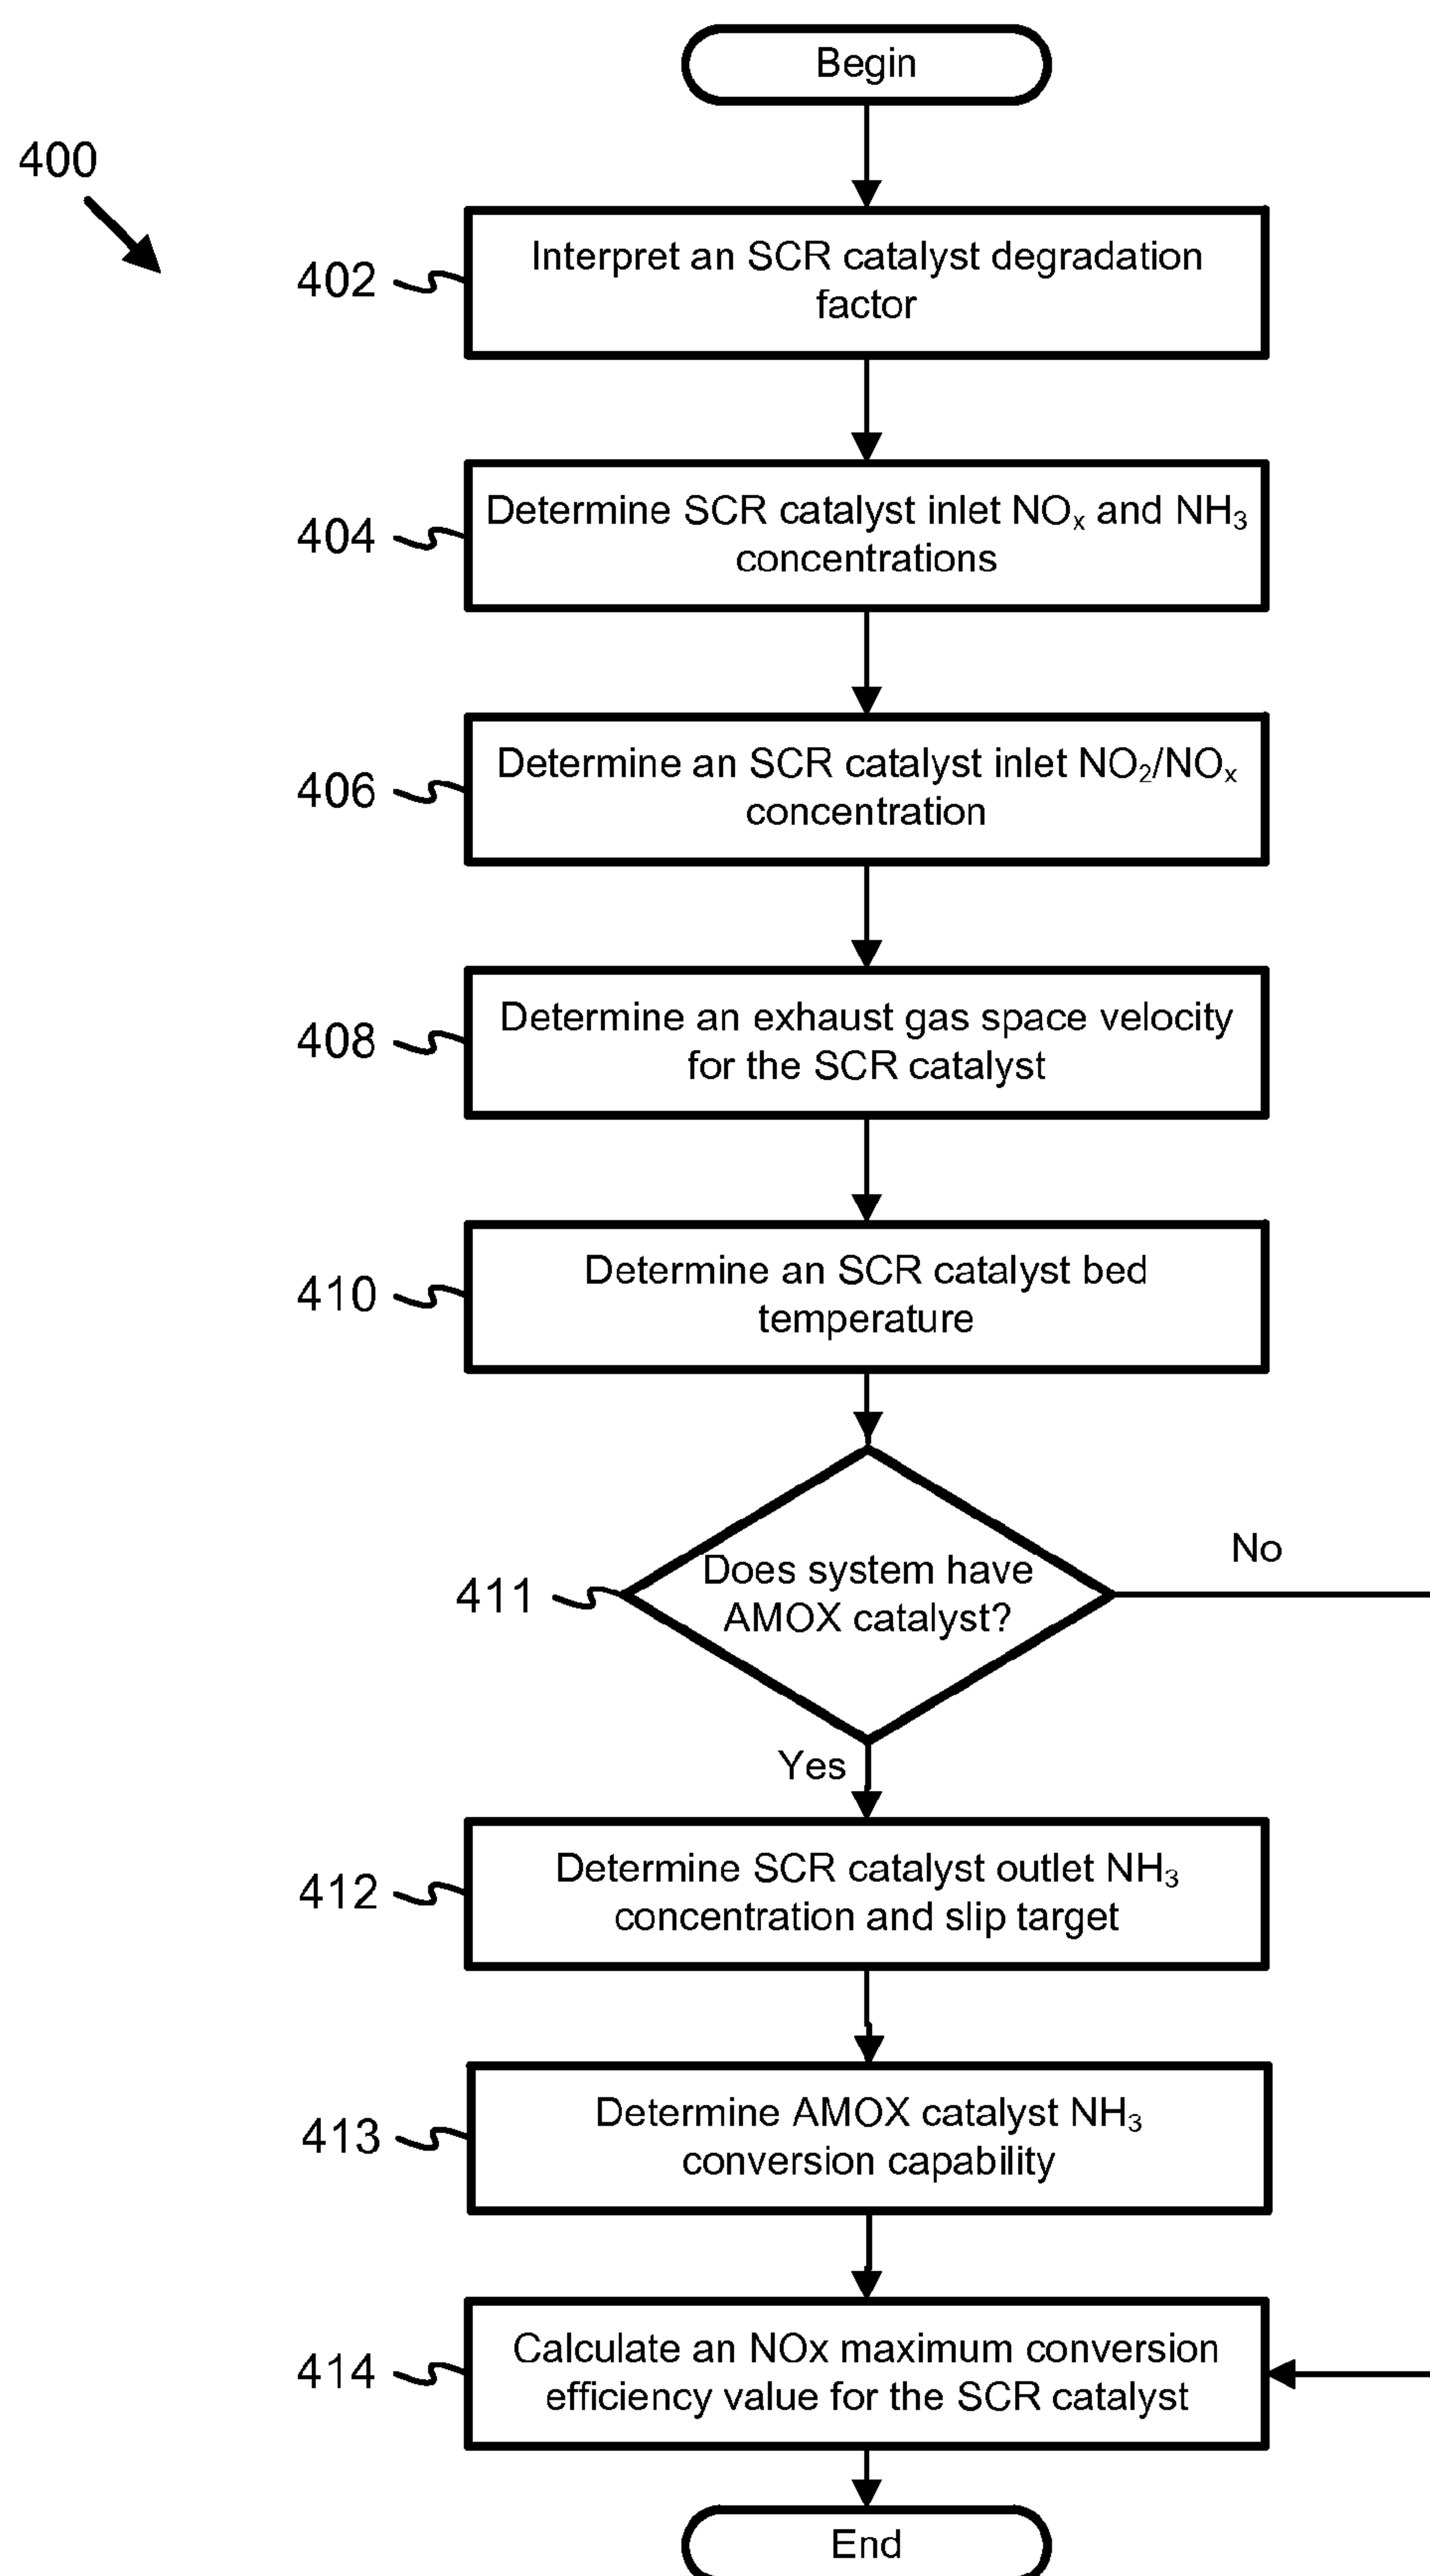 Begin
400
402
Interpret an SCR catalyst degradation
factor
404
Determine SCR catalyst inlet NOₓ and NH₃
concentrations
406
Determine an SCR catalyst inlet NO₂/NOₓ
concentration
408
Determine an exhaust gas space velocity
for the SCR catalyst
410
Determine an SCR catalyst bed
temperature
411
Does system have
AMOX catalyst?
No
Yes
412
Determine SCR catalyst outlet NH₃
concentration and slip target
413
Determine AMOX catalyst NH₃
conversion capability
414
Calculate an NOx maximum conversion
efficiency value for the SCR catalyst
End